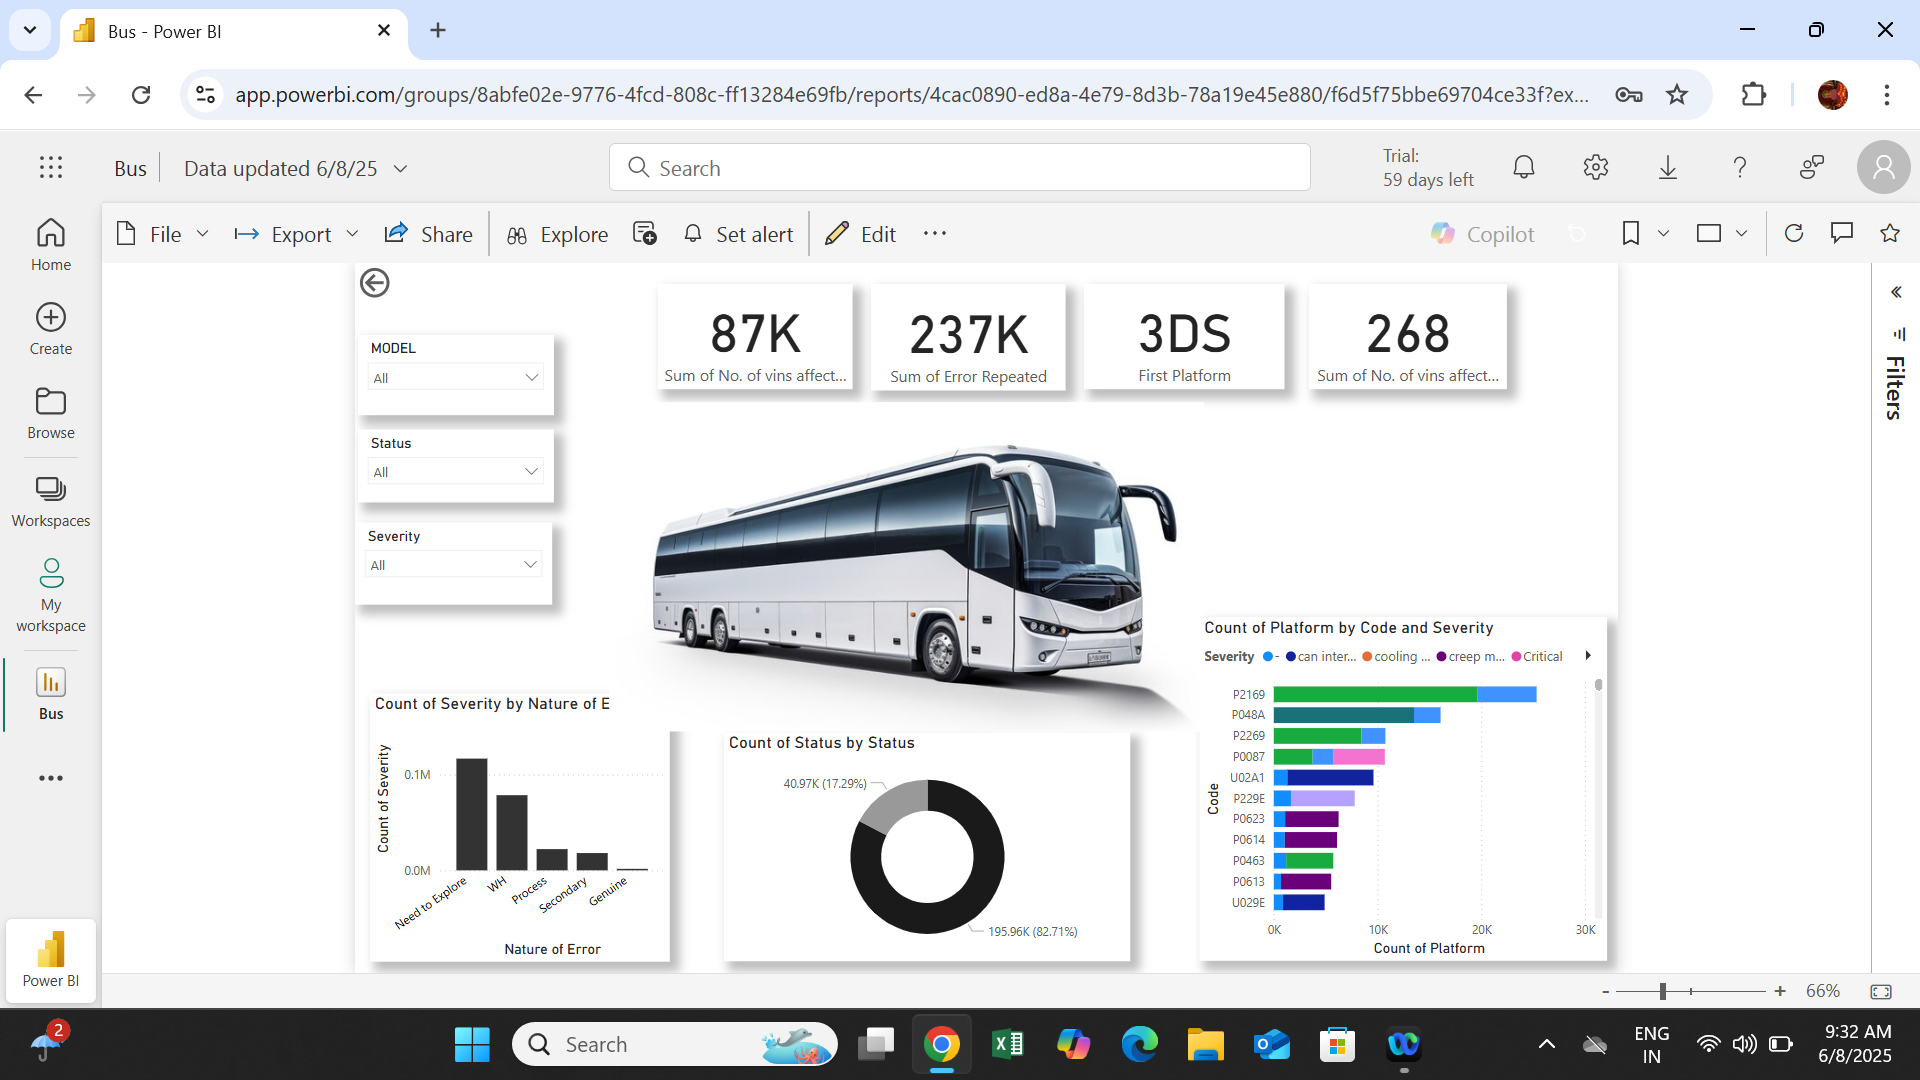 Bus - Power BI
app.powerbi.com/groups/8abfe02e-9776-4fcd-808c-ff13284e69fb/reports/4cac0890-ed8a-4e79-8d3b-78a19e45e880/f6d5f75bbe69704ce33f?ex...
Bus
Data updated 6/8/25
Search
Trial:
59 days left
File
Export
Share
Explore
Set alert
Edit
Copilot
Home
Create
Browse
Workspaces
My
workspace
Bus
Power BI
Filters
MODEL
All
Status
All
Severity
All
87K
Sum of No. of vins affect...
237K
Sum of Error Repeated
3DS
First Platform
268
Sum of No. of vins affect...
Count of Severity by Nature of E
Count of Severity
0.1M
0.0M
Need to Explore
WH
Process
Secondary
Genuine
Nature of Error
Count of Status by Status
40.97K (17.29%)
195.96K (82.71%)
Count of Platform by Code and Severity
Severity - can inter... cooling ... creep m... Critical
Code
P2169
P048A
P2269
P0087
U02A1
P229E
P0623
P0614
P0463
P0613
U029E
0K 10K 20K 30K
Count of Platform
- + 66%
2
Search
ENG
IN
9:32 AM
6/8/2025